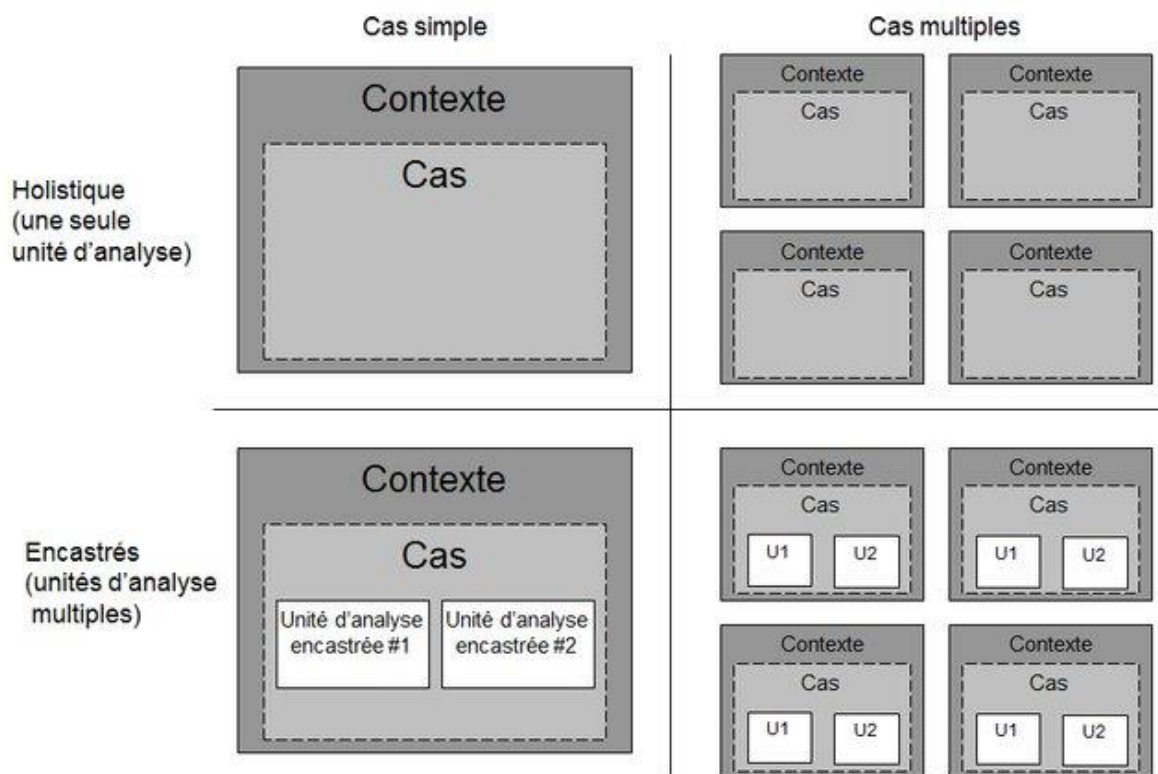 Cas simple
Cas multiples
Contexte
Cas
Contexte
Cas
Contexte
Cas
Contexte
Cas
Contexte
Cas
Holistique
(une seule
unité d'analyse)
Contexte
Cas
Unité d'analyse
encastrée #1
Unité d'analyse
encastrée #2
Contexte
Cas
U1
U2
Contexte
Cas
U1
U2
Contexte
Cas
U1
U2
Contexte
Cas
U1
U2
Encastrés
(unités d'analyse
multiples)